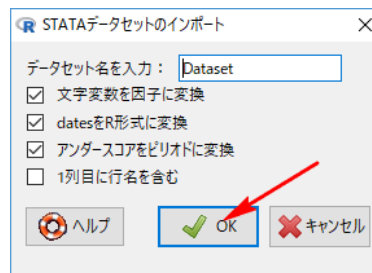 STATAデータセットのインポート
データセット名を入力： Dataset
文字変数を因子に変換
datesをR形式に変換
アンダースコアをピリオドに変換
1列目に行名を含む
ヘルプ OK キャンセル